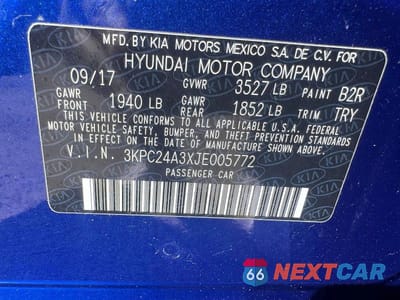 MFD. BY KIA MOTORS MEXICO S.A. DE C.V. FOR
HYUNDAI MOTOR COMPANY
09/17 GVWR 3527 LB PAINT B2R
GAWR FRONT 1940 LB GAWR REAR 1852 LB TRIM TRY
THIS VEHICLE CONFORMS TO ALL APPLICABLE U.S. FEDERAL
MOTOR VEHICLE SAFETY, BUMPER, AND THEFT PREVENTION STANDARDS
IN EFFECT ON THE DATE OF MANUFACTURE SHOWN ABOVE.
V.I.N. 3KPC24A3XJE005772
PASSENGER CAR
66 NEXTCAR